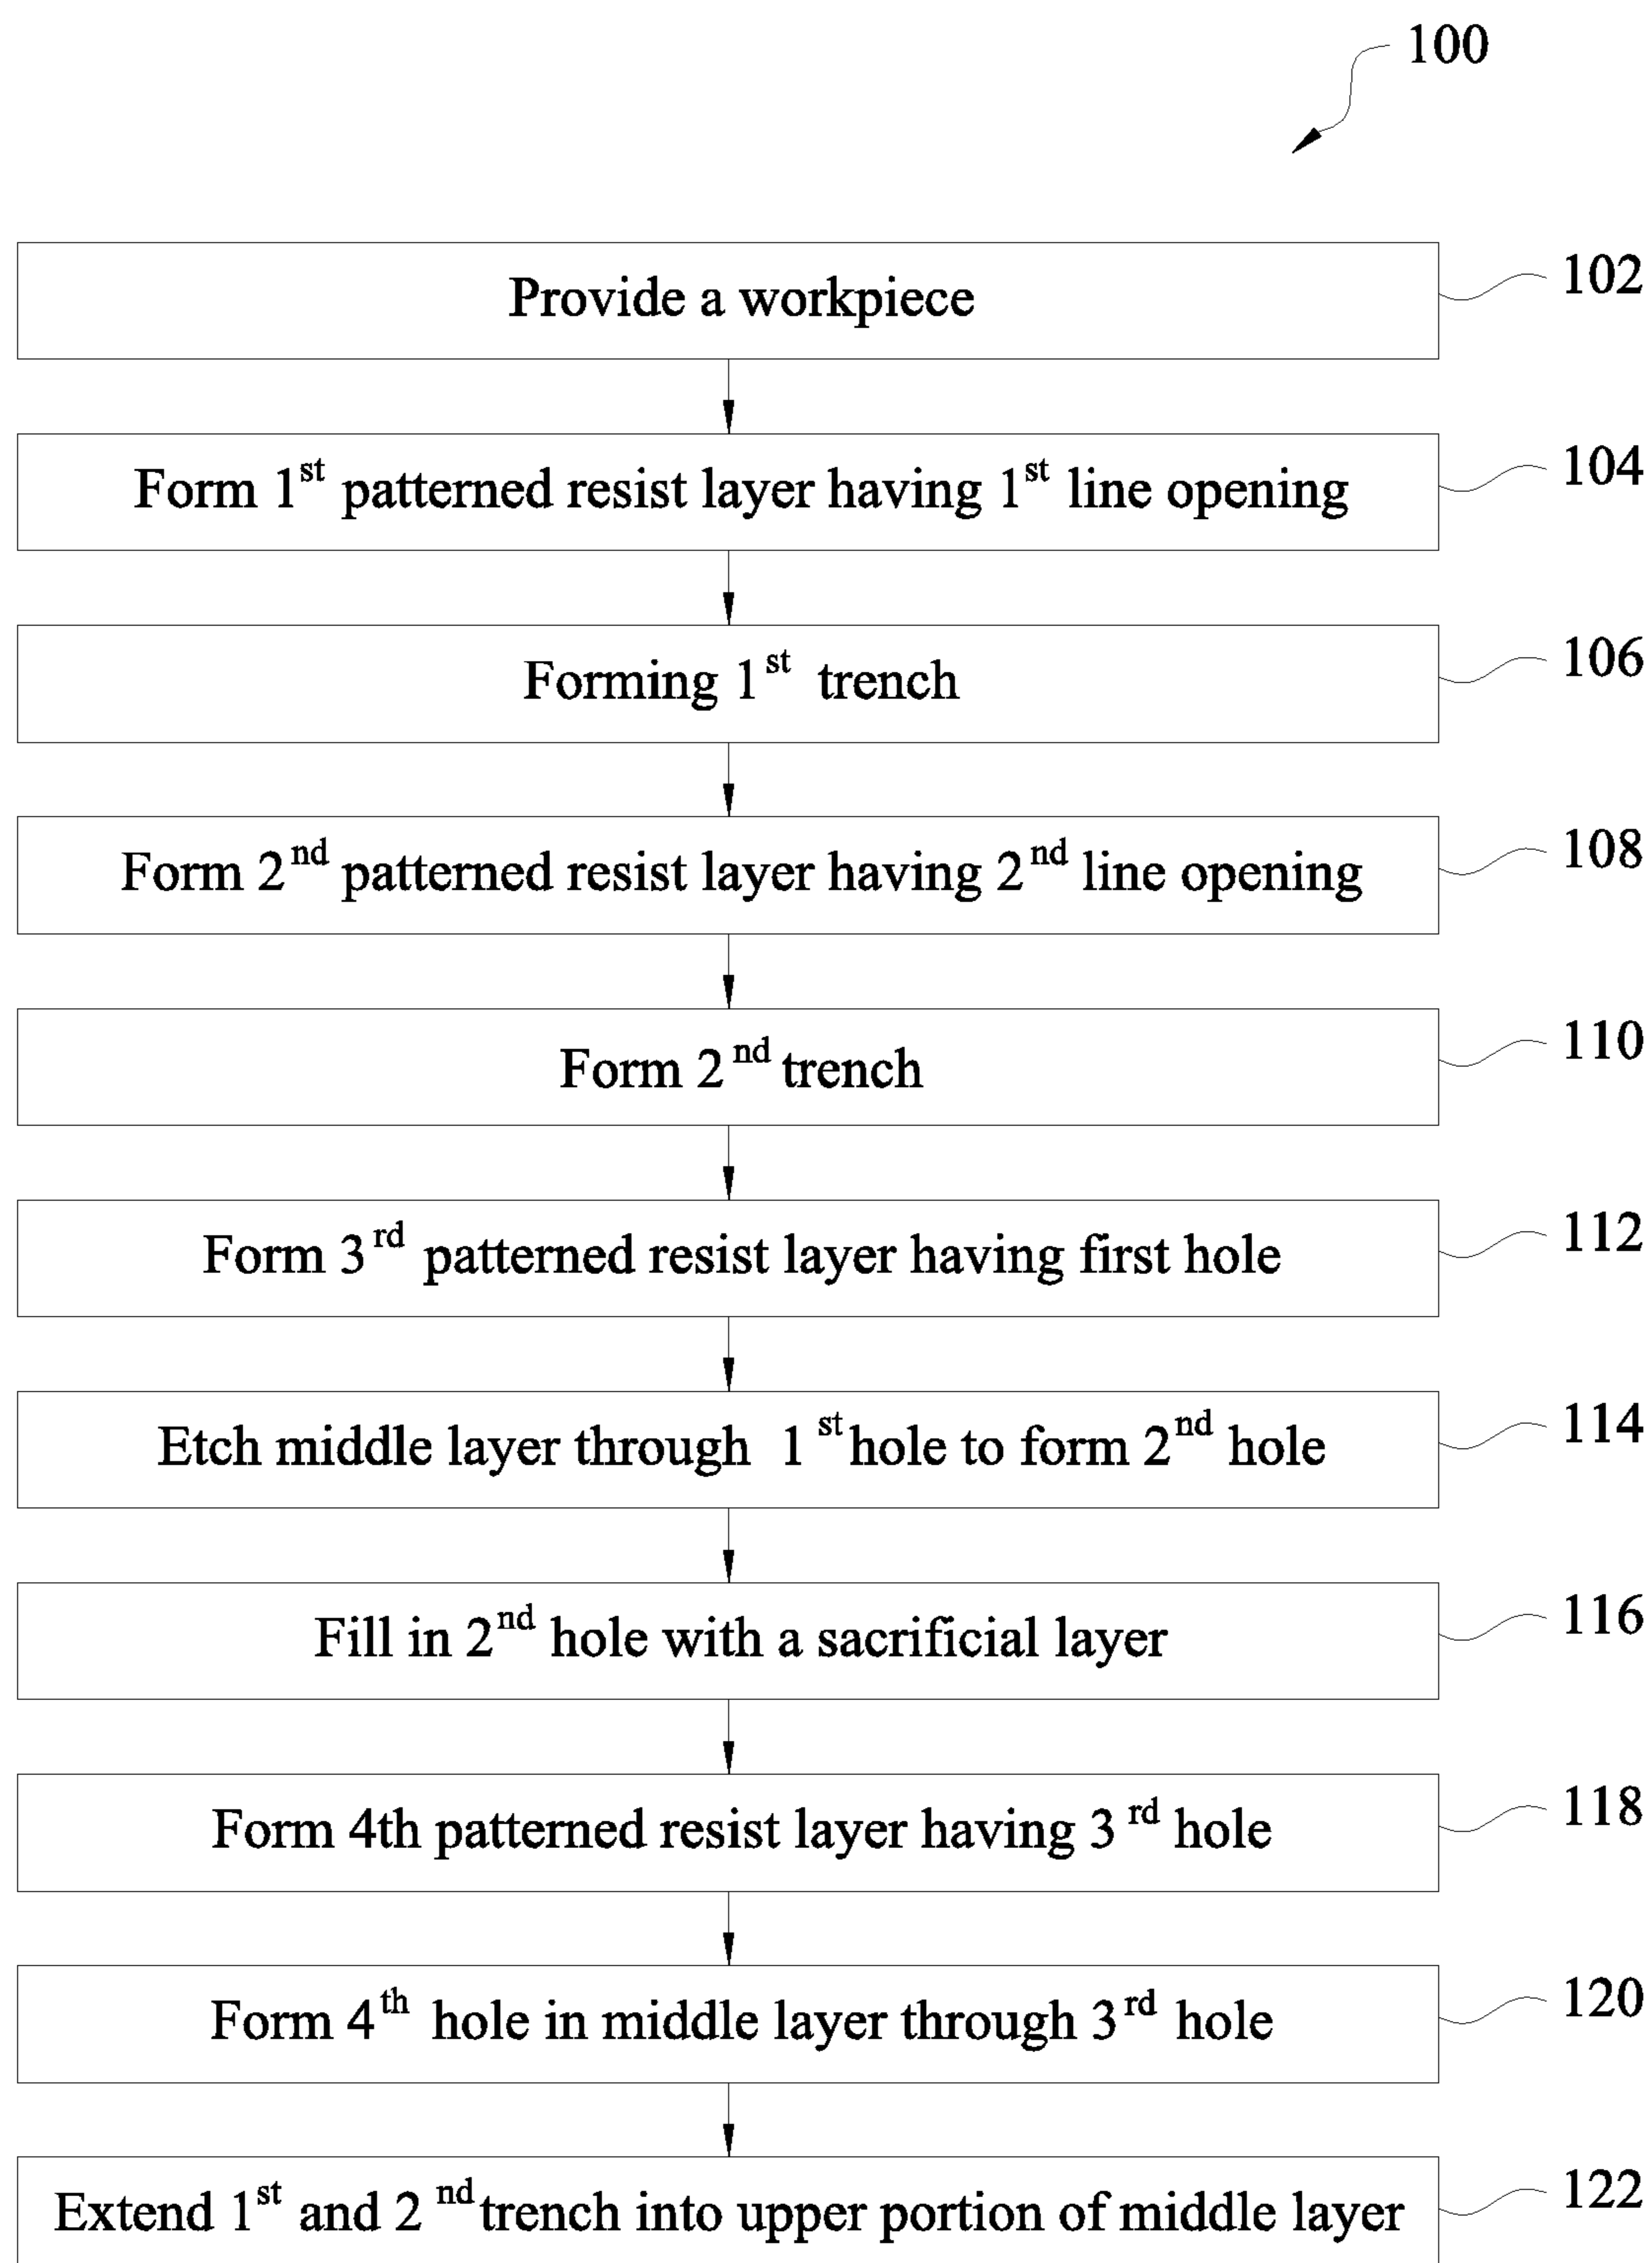 100
Provide a workpiece 102
Form 1st patterned resist layer having 1st line opening 104
Forming 1st trench 106
Form 2nd patterned resist layer having 2nd line opening 108
Form 2nd trench 110
Form 3rd patterned resist layer having first hole 112
Etch middle layer through 1st hole to form 2nd hole 114
Fill in 2nd hole with a sacrificial layer 116
Form 4th patterned resist layer having 3rd hole 118
Form 4th hole in middle layer through 3rd hole 120
Extend 1st and 2nd trench into upper portion of middle layer 122